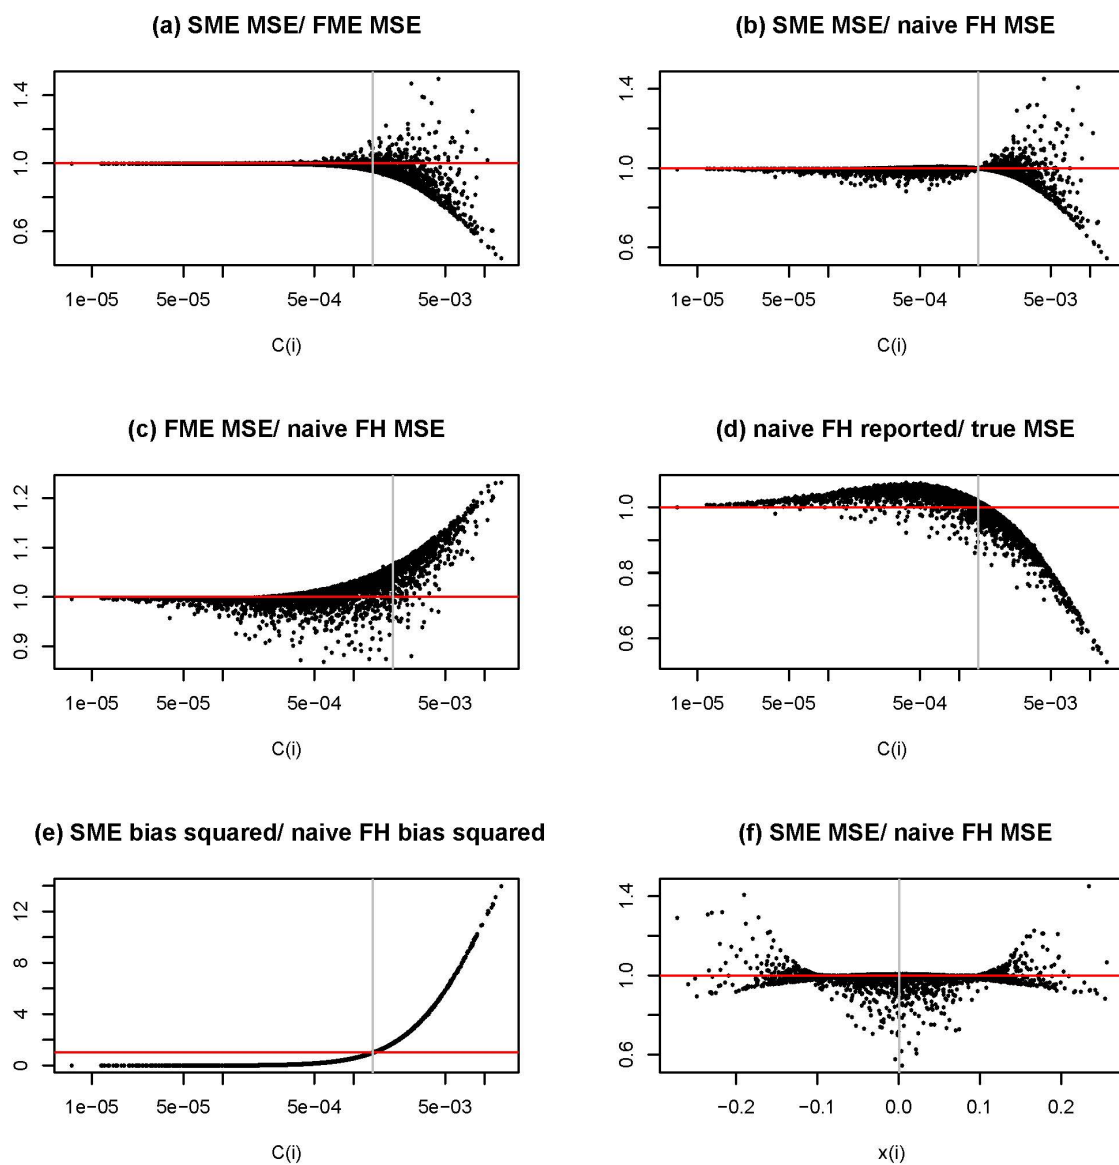 (a) SME MSE/ FME MSE
0.6 1.0 1.4
1e−05 5e−05 5e−04 5e−03
C(i)
(b) SME MSE/ naive FH MSE
0.6 1.0 1.4
1e−05 5e−05 5e−04 5e−03
C(i)
(c) FME MSE/ naive FH MSE
0.9 1.0 1.1 1.2
1e−05 5e−05 5e−04 5e−03
C(i)
(d) naive FH reported/ true MSE
0.6 0.8 1.0
1e−05 5e−05 5e−04 5e−03
C(i)
(e) SME bias squared/ naive FH bias squared
0 4 8 12
1e−05 5e−05 5e−04 5e−03
C(i)
(f) SME MSE/ naive FH MSE
0.6 1.0 1.4
−0.2 −0.1 0.0 0.1 0.2
x(i)